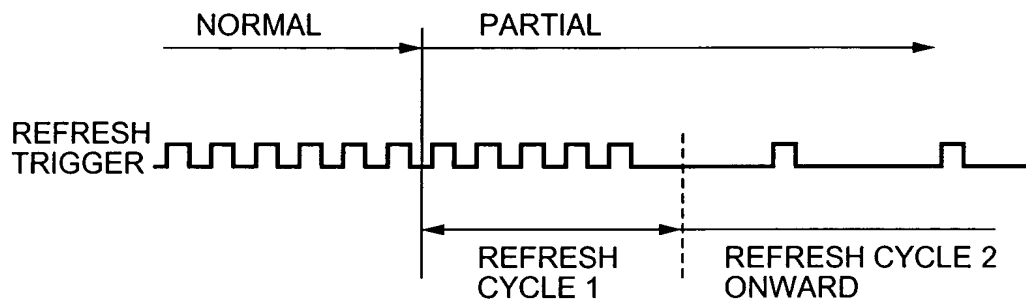 NORMAL
PARTIAL
REFRESH
TRIGGER
REFRESH
CYCLE 1
REFRESH CYCLE 2
ONWARD